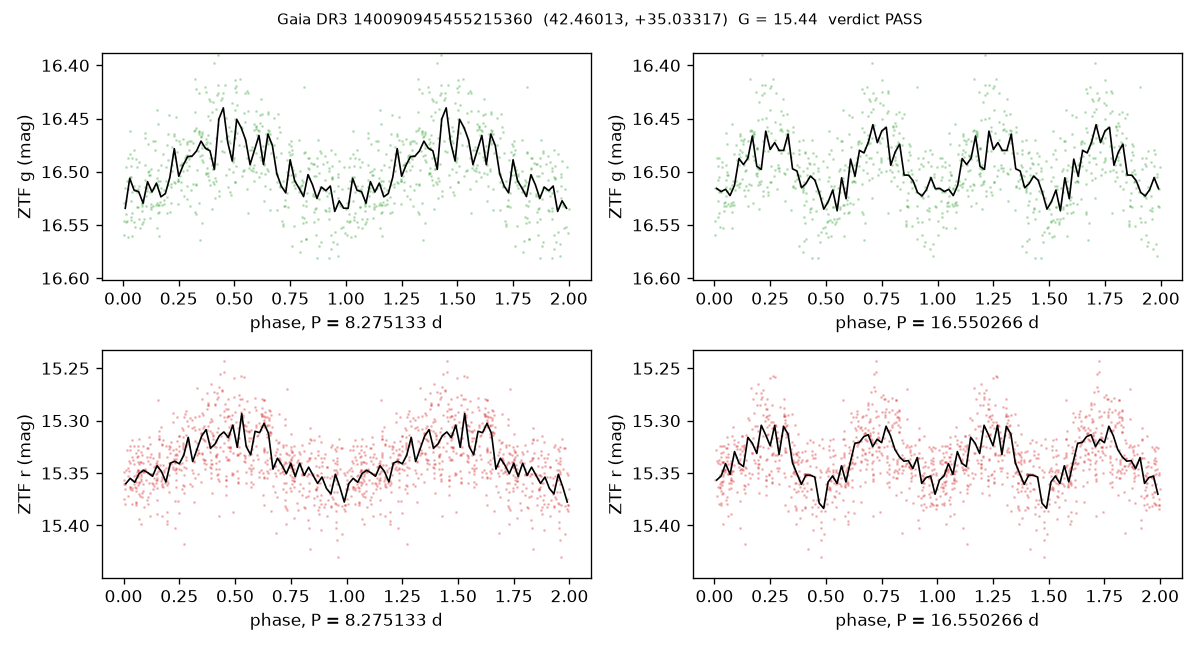 Gaia DR3 140090945455215360 (42.46013, +35.03317) G = 15.44 verdict PASS
16.40
16.45
16.50
16.55
16.60
ZTF g (mag)
0.00 0.25 0.50 0.75 1.00 1.25 1.50 1.75 2.00
phase, P = 8.275133 d
16.40
16.45
16.50
16.55
16.60
ZTF g (mag)
0.00 0.25 0.50 0.75 1.00 1.25 1.50 1.75 2.00
phase, P = 16.550266 d
15.25
15.30
15.35
15.40
ZTF r (mag)
0.00 0.25 0.50 0.75 1.00 1.25 1.50 1.75 2.00
phase, P = 8.275133 d
15.25
15.30
15.35
15.40
ZTF r (mag)
0.00 0.25 0.50 0.75 1.00 1.25 1.50 1.75 2.00
phase, P = 16.550266 d